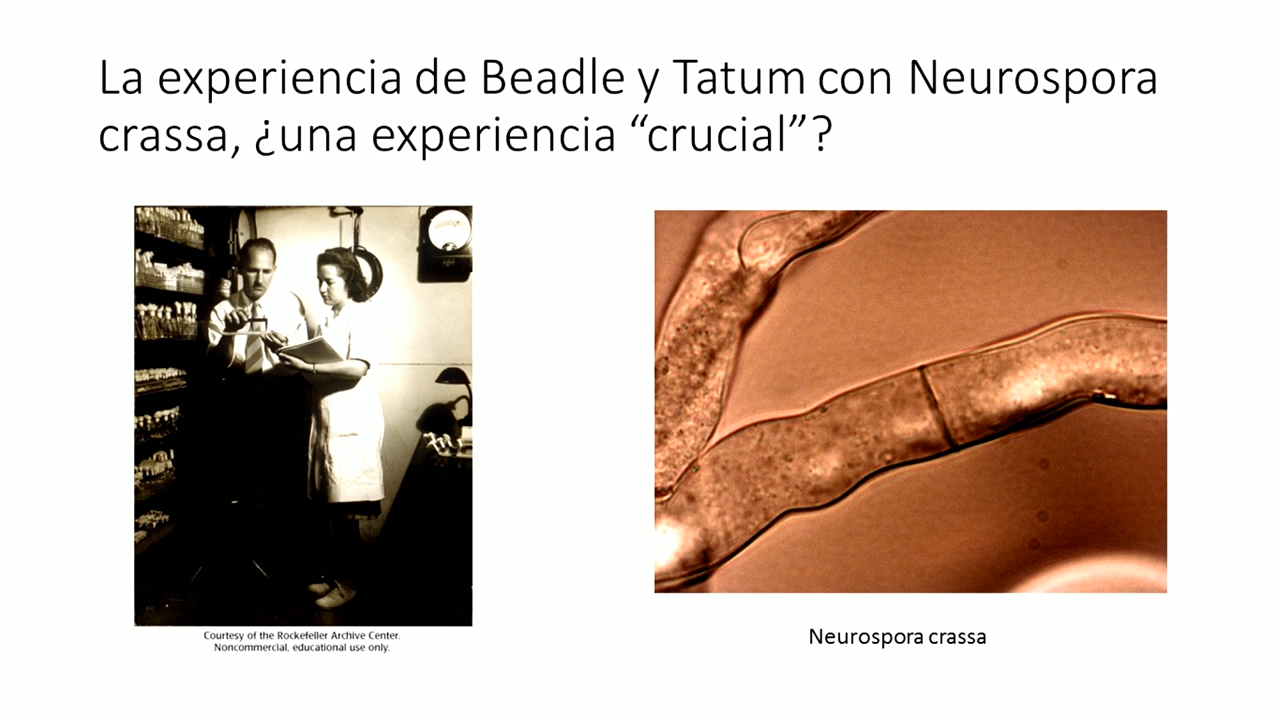 La experiencia de Beadle y Tatum con Neurospora
crassa, ¿una experiencia “crucial”?
Courtesy of the Rockefeller Archive Center.
Noncommercial, educational use only.
Neurospora crassa